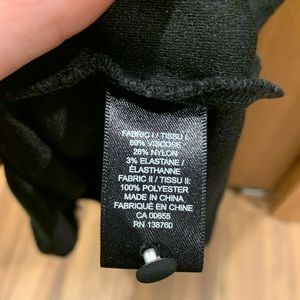 FABRIC I / TISSU I:
69% VISCOSE
28% NYLON
3% ELASTANE /
ÉLASTHANNE
FABRIC II / TISSU II:
100% POLYESTER
MADE IN CHINA
FABRIQUÉ EN CHINE
CA 00655
RN 138760